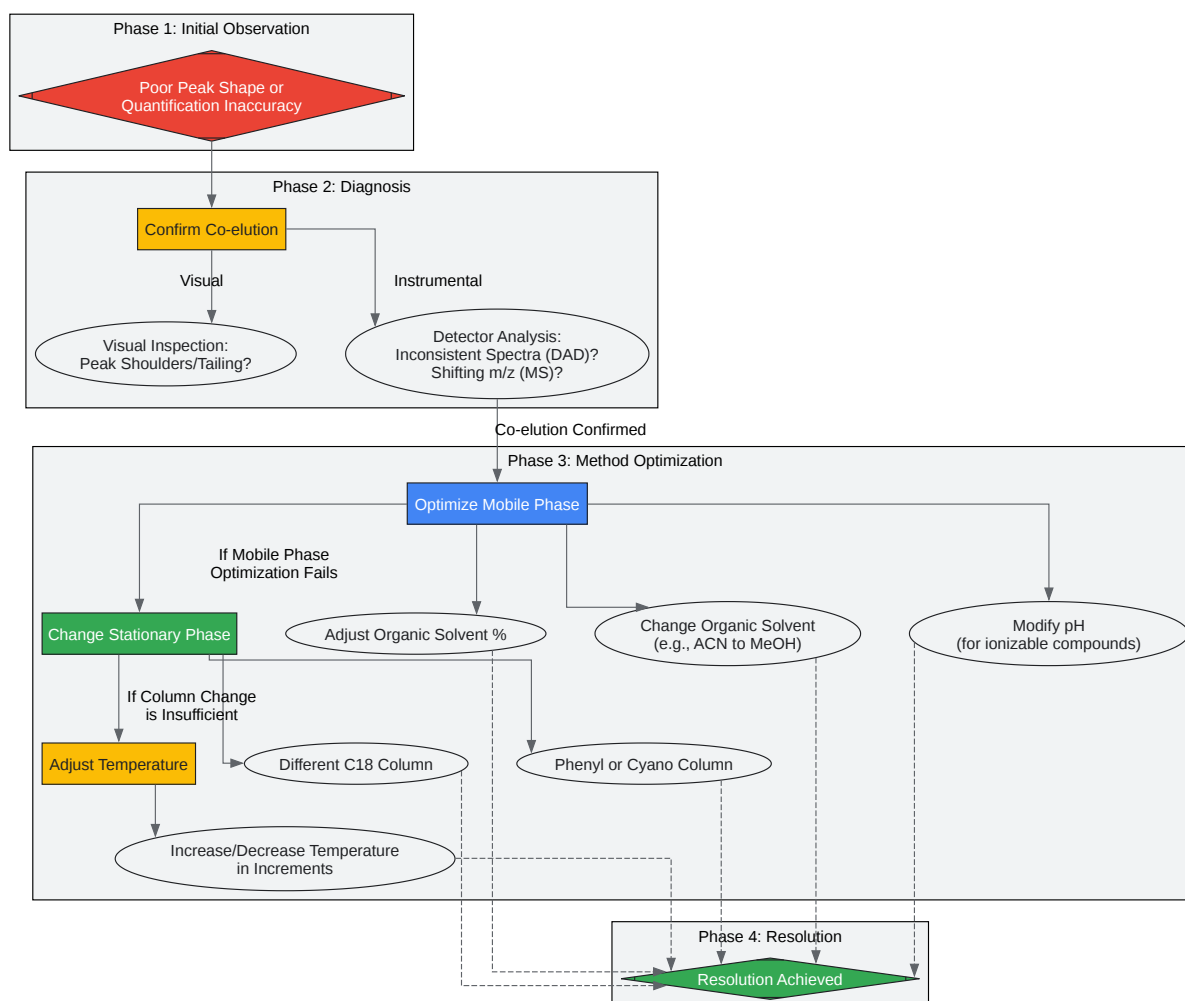 Phase 1: Initial Observation
Poor Peak Shape or
Quantification Inaccuracy
Phase 2: Diagnosis
Confirm Co-elution
Visual
Instrumental
Visual Inspection:
Peak Shoulders/Tailing?
Detector Analysis:
Inconsistent Spectra (DAD)?
Shifting m/z (MS)?
Co-elution Confirmed
Phase 3: Method Optimization
Optimize Mobile Phase
If Mobile Phase
Optimization Fails
Change Stationary Phase
Adjust Organic Solvent %
Change Organic Solvent
(e.g., ACN to MeOH)
Modify pH
(for ionizable compounds)
If Column Change
is Insufficient
Adjust Temperature
Different C18 Column
Phenyl or Cyano Column
Increase/Decrease Temperature
in Increments
Phase 4: Resolution
Resolution Achieved